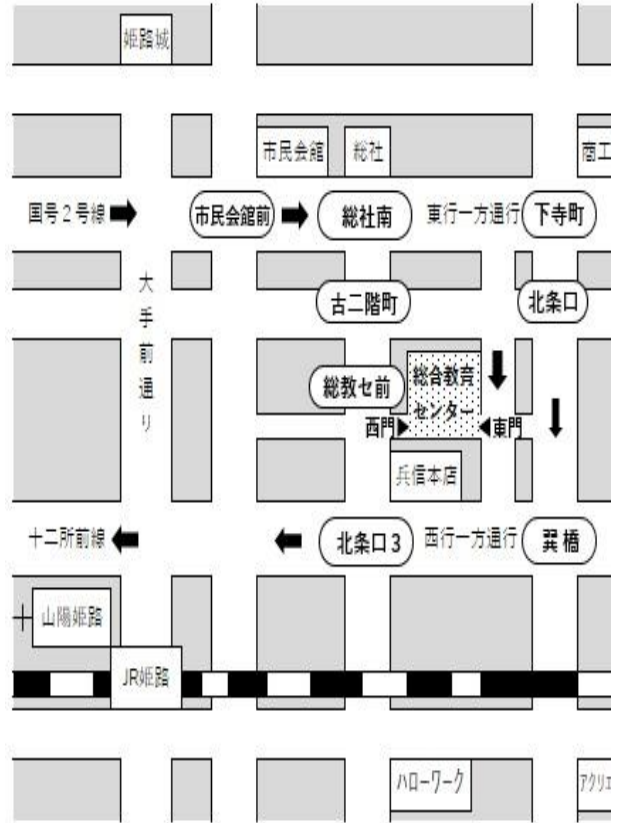 姫路城
市民会館
総社
商工
国号２号線
市民会館前
総社南
東行一方通行
下寺町
大手前通り
古二階町
北条口
総教セ前
総合教育
センター
西門
東門
兵信本店
十二所前線
北条口３
西行一方通行
巽橋
山陽姫路
JR姫路
ハローワーク
アクリエ